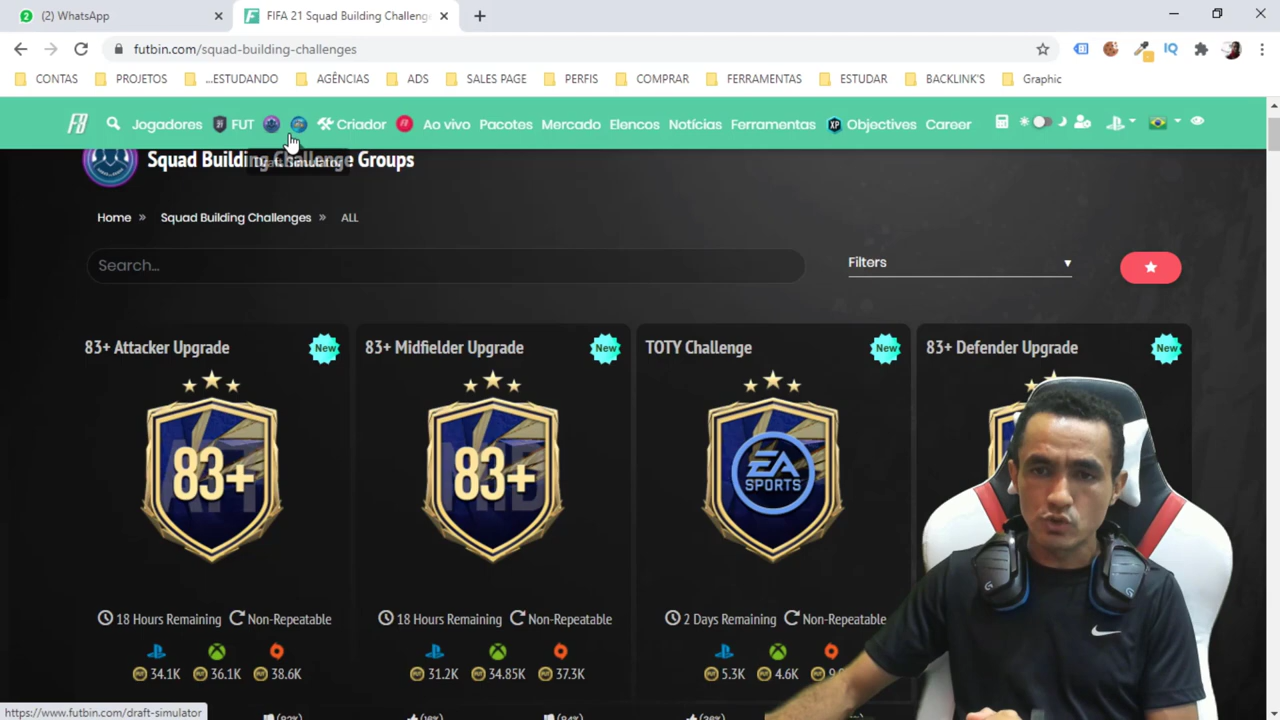 (2) WhatsApp
FIFA 21 Squad Building Challeng
futbin.com/squad-building-challenges
CONTAS
PROJETOS
...ESTUDANDO
AGÊNCIAS
ADS
SALES PAGE
PERFIS
COMPRAR
FERRAMENTAS
ESTUDAR
BACKLINK'S
Graphic
Jogadores
FUT
Criador
Ao vivo
Pacotes
Mercado
Elencos
Notícias
Ferramentas
XP
Objectives
Career
Squad Building Challenge Groups
Home » Squad Building Challenges » ALL
Search...
Filters
83+ Attacker Upgrade
New
83+ Midfielder Upgrade
New
TOTY Challenge
New
83+ Defender Upgrade
New
83+
83+
EA
SPORTS
18 Hours Remaining
Non-Repeatable
18 Hours Remaining
Non-Repeatable
2 Days Remaining
Non-Repeatable
34.1K
36.1K
38.6K
31.2K
34.85K
37.3K
5.3K
4.6K
https://www.futbin.com/draft-simulator